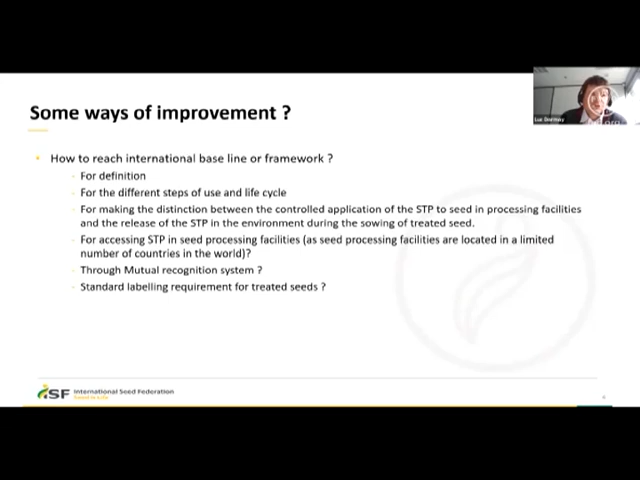 Some ways of improvement ?
How to reach international base line or framework ?
For definition
For the different steps of use and life cycle
For making the distinction between the controlled application of the STP to seed in processing facilities
and the release of the STP in the environment during the sowing of treated seed.
For accessing STP in seed processing facilities (as seed processing facilities are located in a limited
number of countries in the world)?
Through Mutual recognition system ?
Standard labelling requirement for treated seeds ?
ISF International Seed Federation